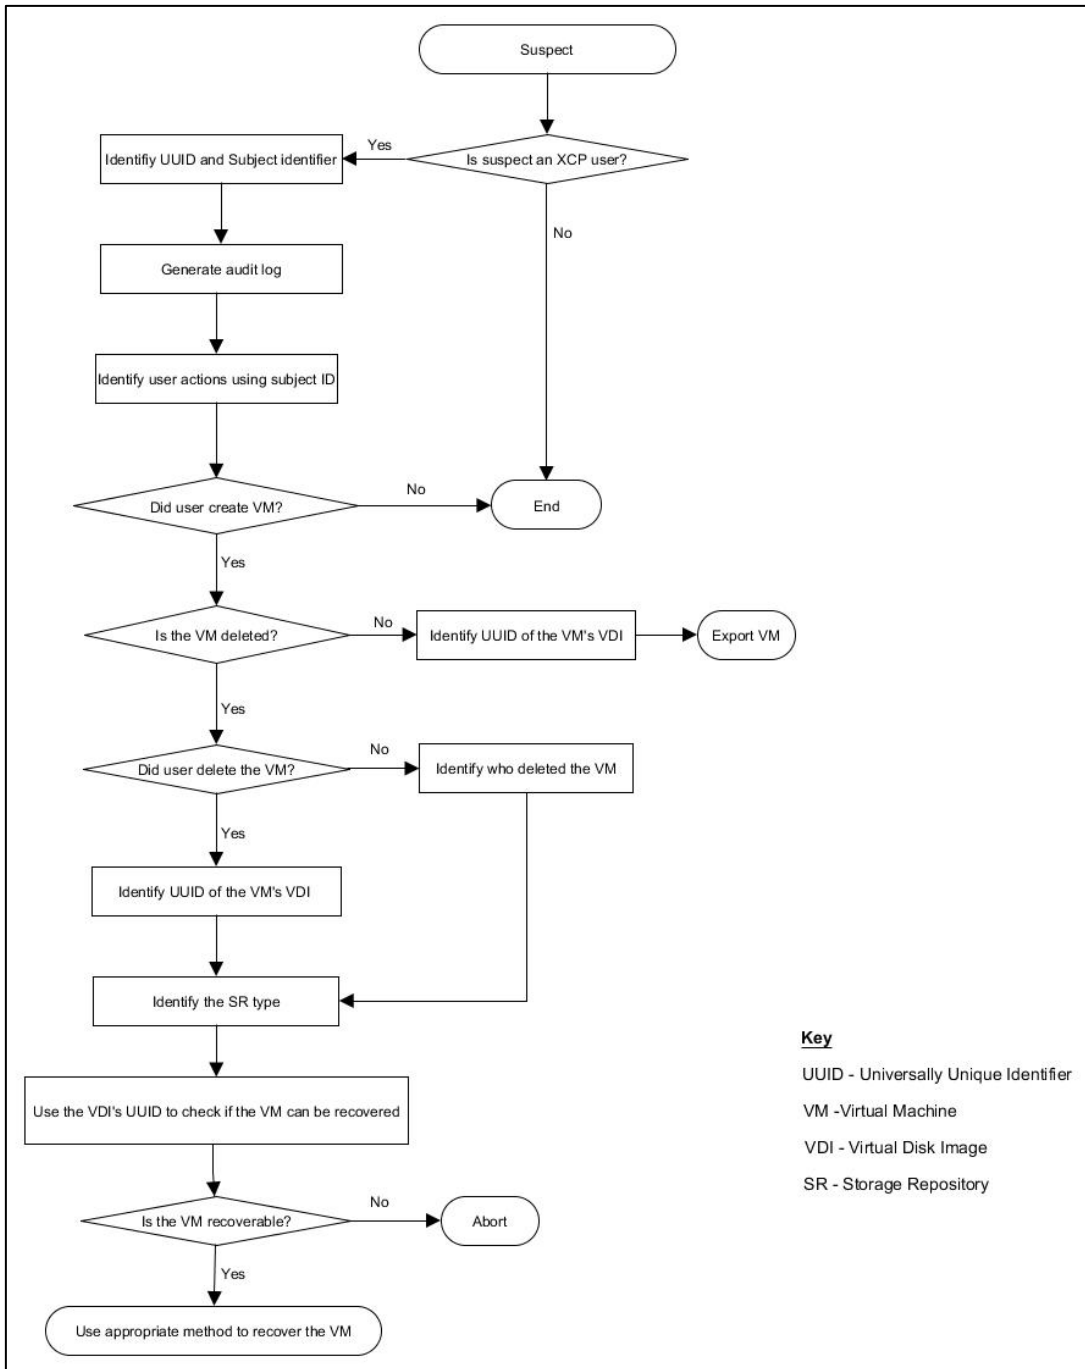 Suspect
Is suspect an XCP user?
Yes
Identifiy UUID and Subject identifier
No
Generate audit log
Identify user actions using subject ID
Did user create VM?
No
End
Yes
Is the VM deleted?
No
Identify UUID of the VM's VDI
Export VM
Yes
Did user delete the VM?
No
Identify who deleted the VM
Yes
Identify UUID of the VM's VDI
Identify the SR type
Use the VDI's UUID to check if the VM can be recovered
Is the VM recoverable?
No
Abort
Yes
Use appropriate method to recover the VM
Key
UUID - Universally Unique Identifier
VM -Virtual Machine
VDI - Virtual Disk Image
SR - Storage Repository